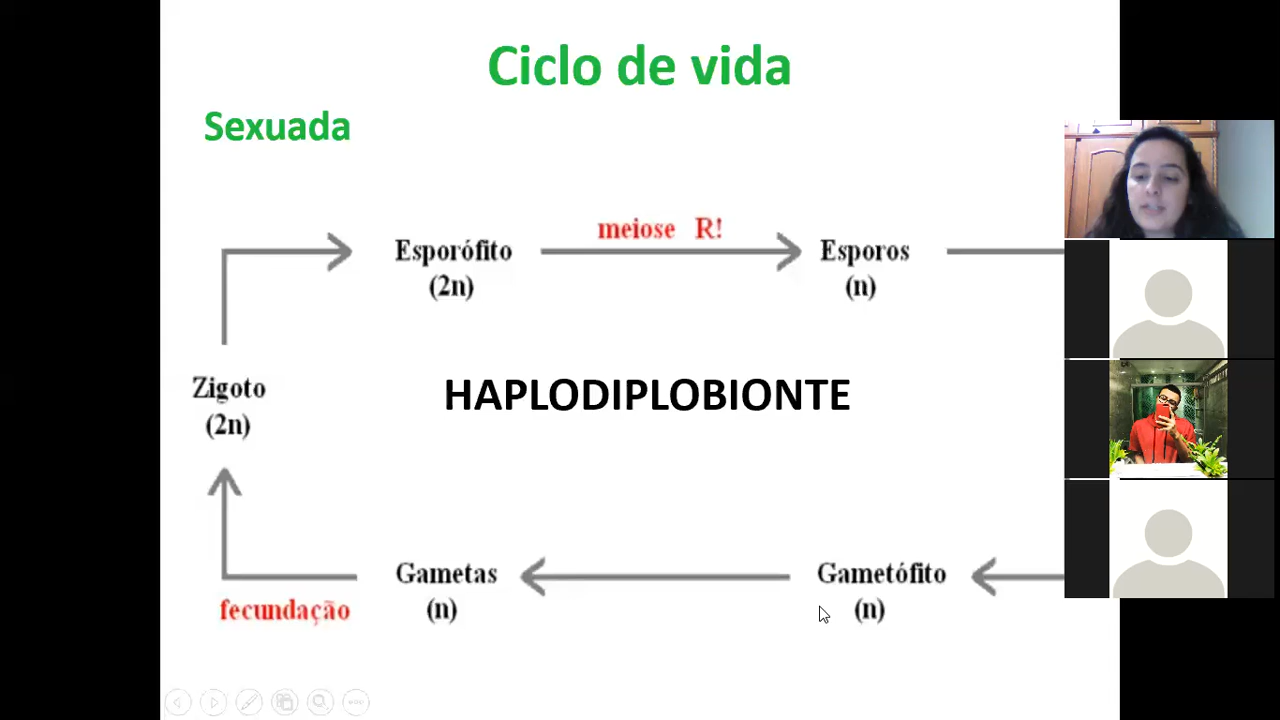 Ciclo de vida
Sexuada
meiose R!
Esporófito
(2n)
Esporos
(n)
Zigoto
(2n)
HAPLODIPLOBIONTE
Gametas
(n)
Gametófito
(n)
fecundação